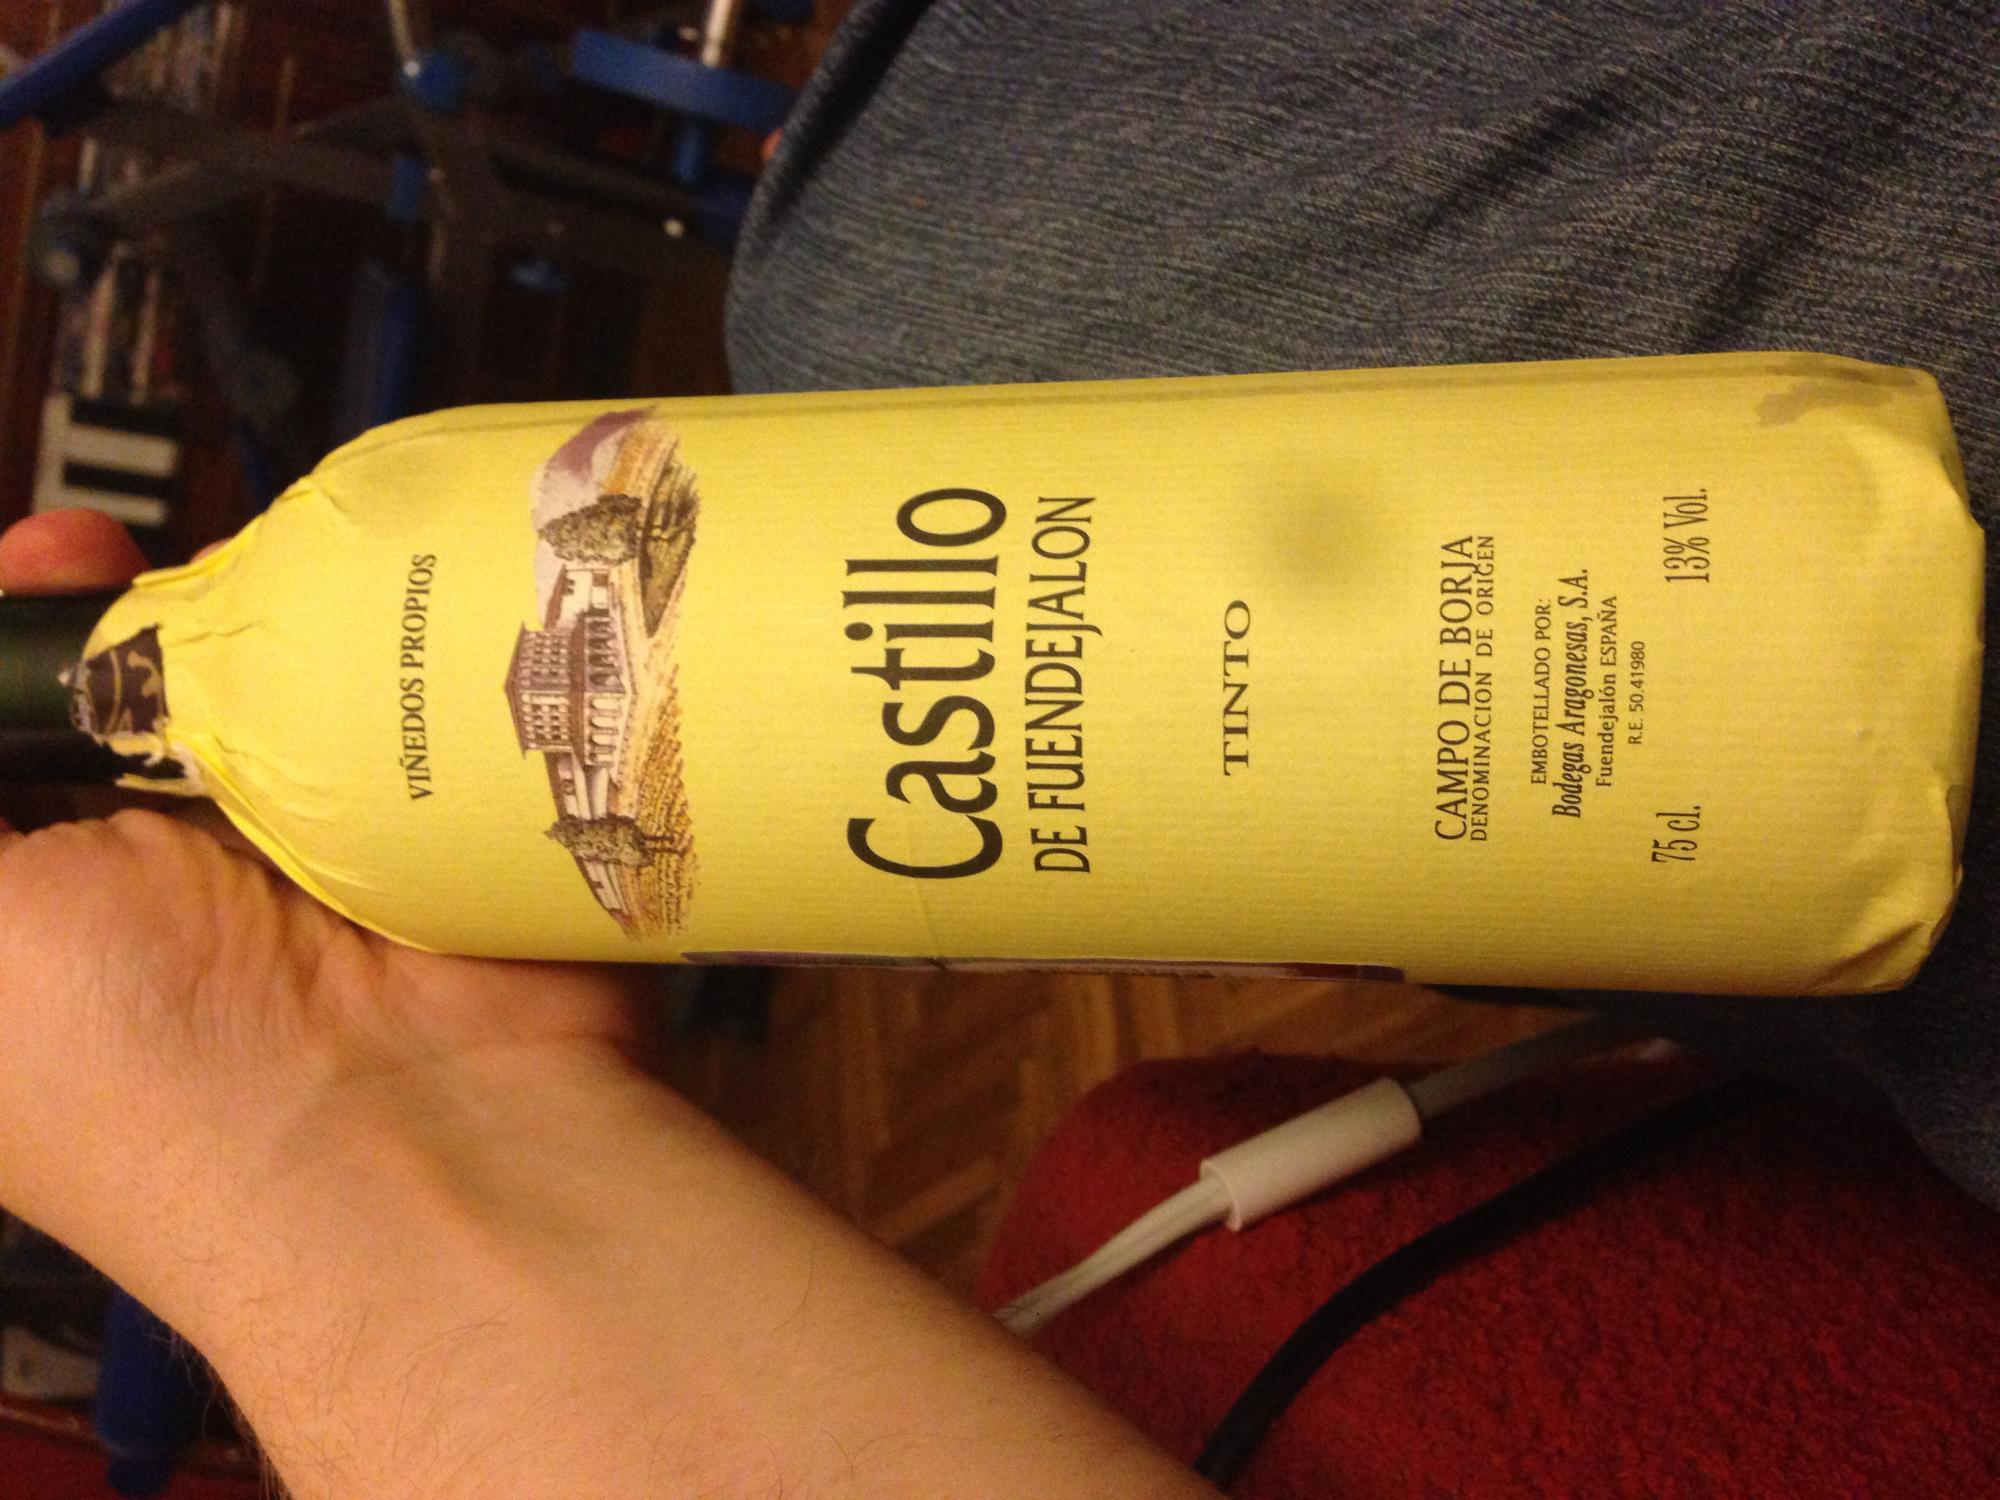 VIÑEDOS PROPIOS
Castillo
DE FUENDEJALON
TINTO
CAMPO DE BORJA
DENOMINACION DE ORIGEN
EMBOTELLADO POR:
Bodegas Aragonesas, S.A.
Fuendejalón ESPAÑA
R.E. 50.41980
75 cl. 13% Vol.